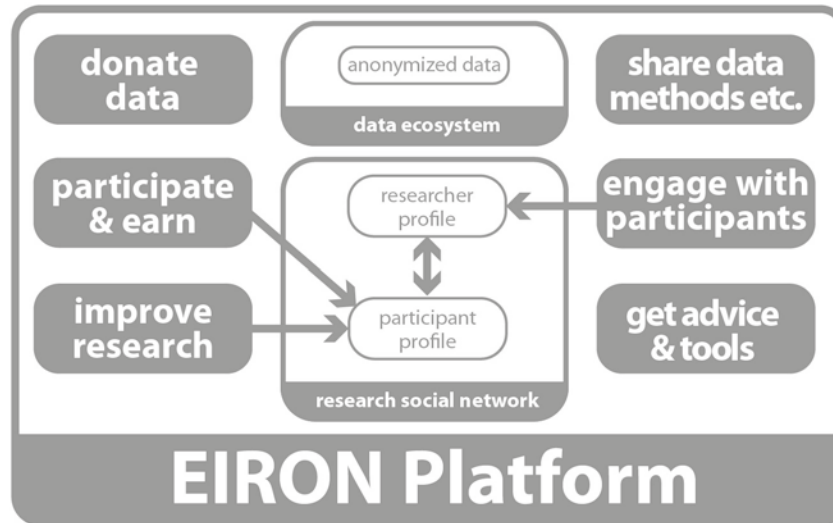 donate
data
anonymized data
data ecosystem
share data
methods etc.
participate
& earn
researcher
profile
engage with
participants
improve
research
participant
profile
get advice
& tools
research social network
EIRON Platform